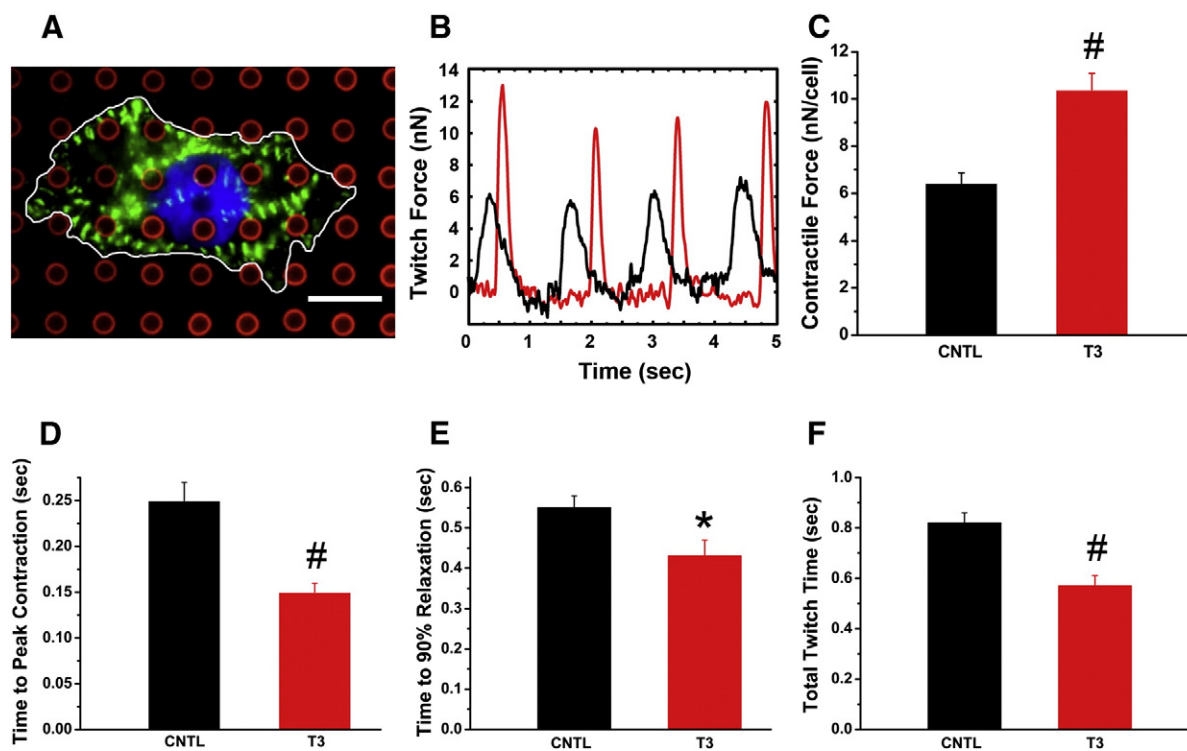 A
B
Twitch Force (nN)
14
12
10
8
6
4
2
0
0 1 2 3 4 5
Time (sec)
C
Contractile Force (nN/cell)
12
10
8
6
4
2
0
#
CNTL T3
D
Time to Peak Contraction (sec)
0.25
0.20
0.15
0.10
0.05
0.00
#
CNTL T3
E
Time to 90% Relaxation (sec)
0.6
0.5
0.4
0.3
0.2
0.1
0.0
*
CNTL T3
F
Total Twitch Time (sec)
1.0
0.8
0.6
0.4
0.2
0.0
#
CNTL T3